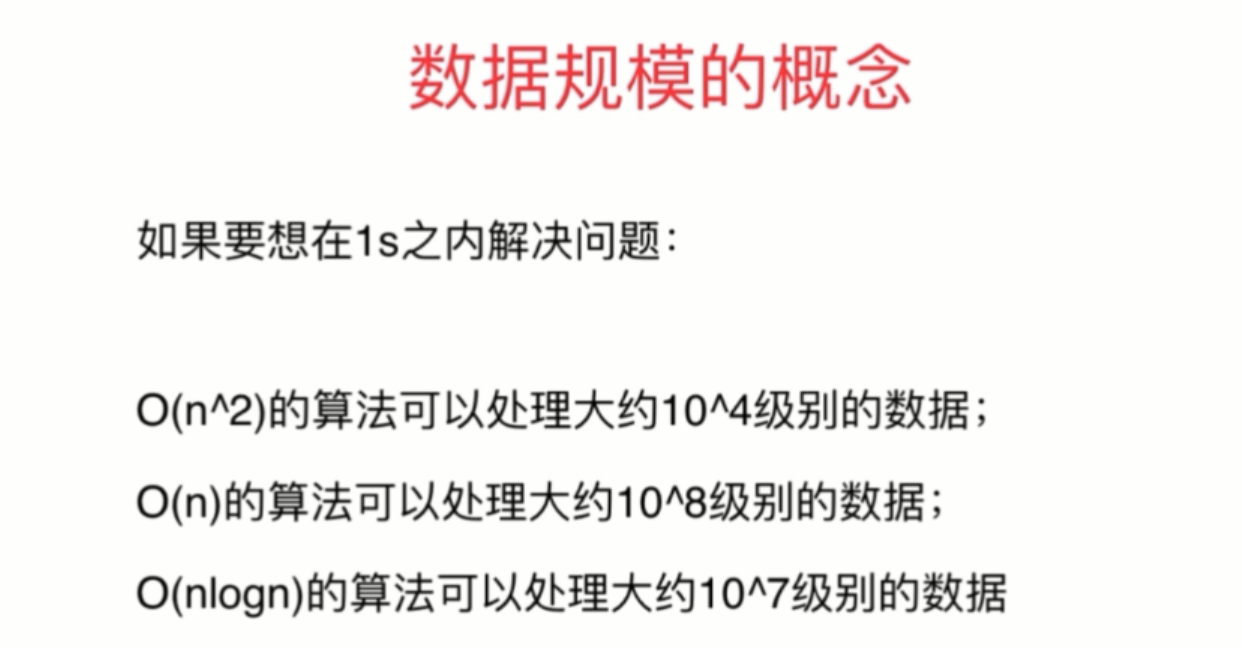 数据规模的概念
如果要想在1s之内解决问题：
O(n^2)的算法可以处理大约10^4级别的数据；
O(n)的算法可以处理大约10^8级别的数据；
O(nlogn)的算法可以处理大约10^7级别的数据